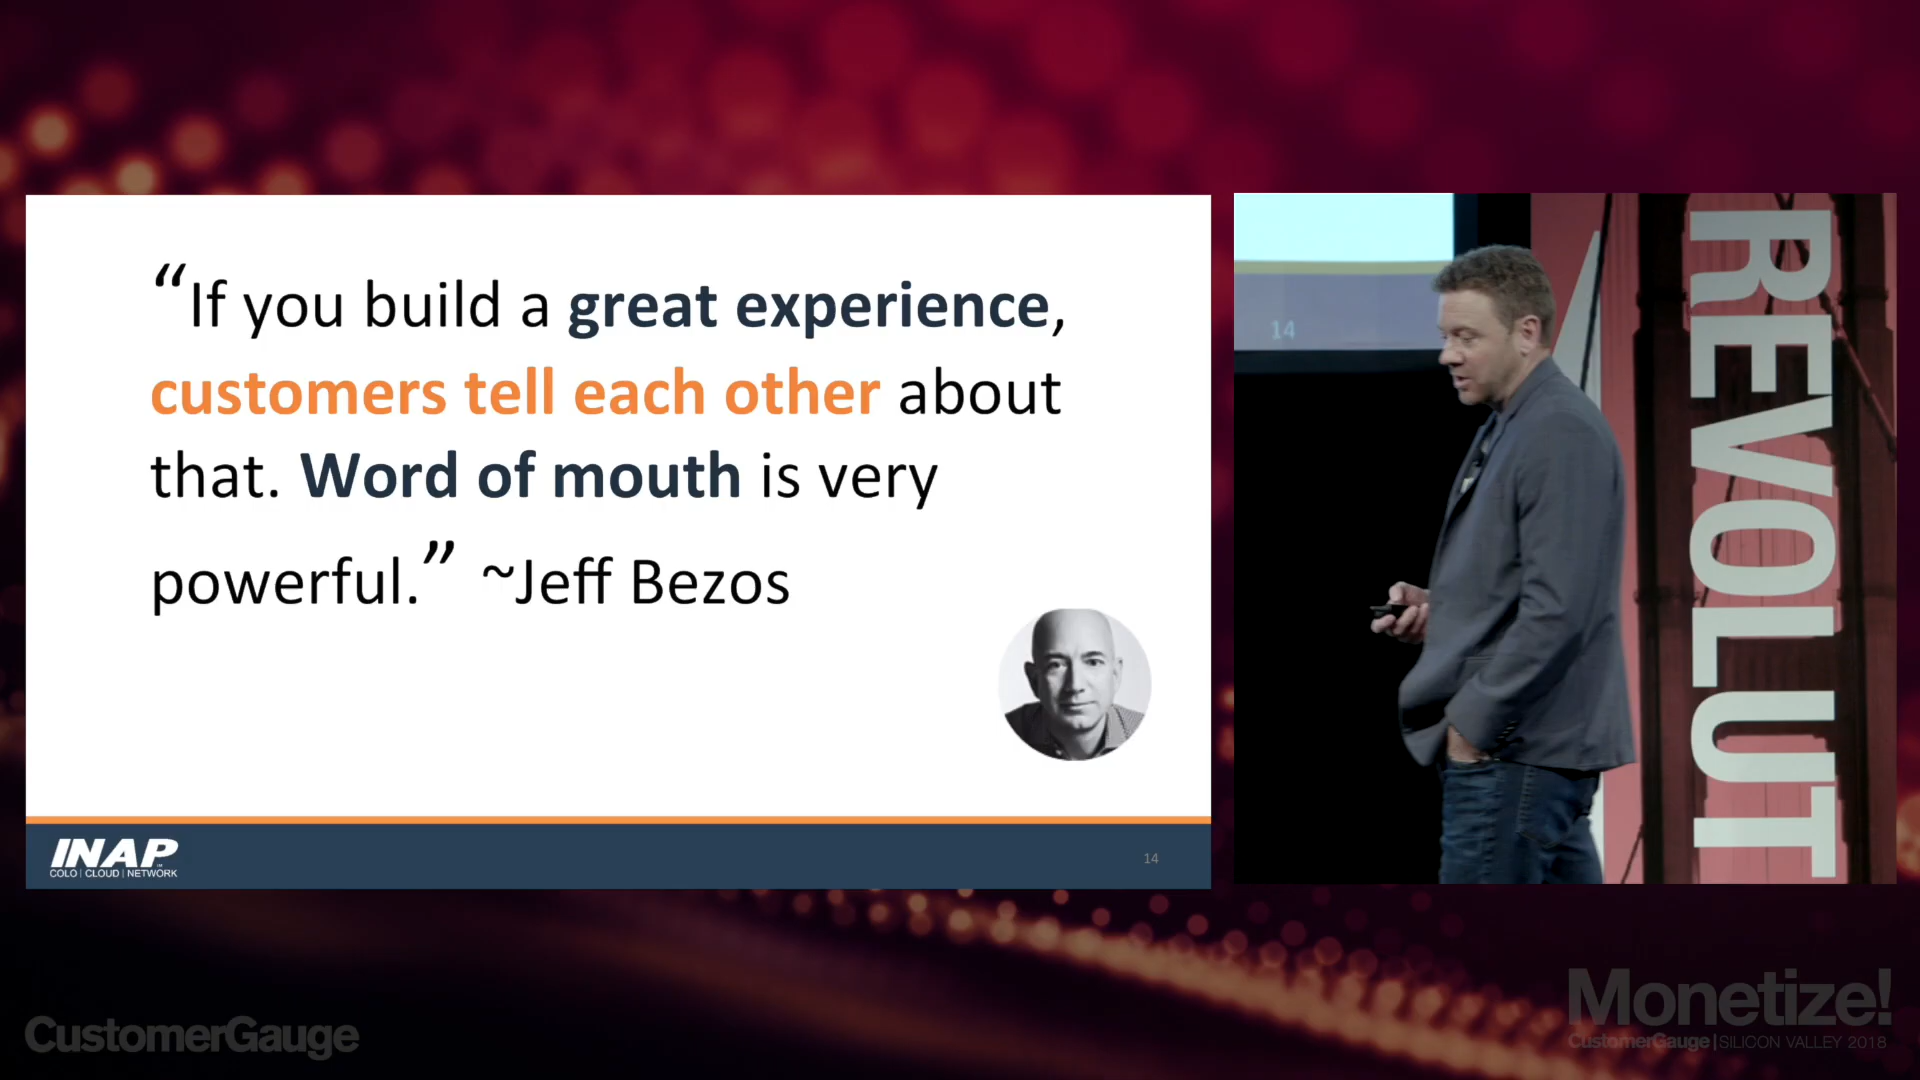 “If you build a great experience,
customers tell each other about
that. Word of mouth is very
powerful.” ~Jeff Bezos
INAP
COLO | CLOUD | NETWORK
14
14
REVOLUT
CustomerGauge
Monetize!
CustomerGauge | SILICON VALLEY 2018